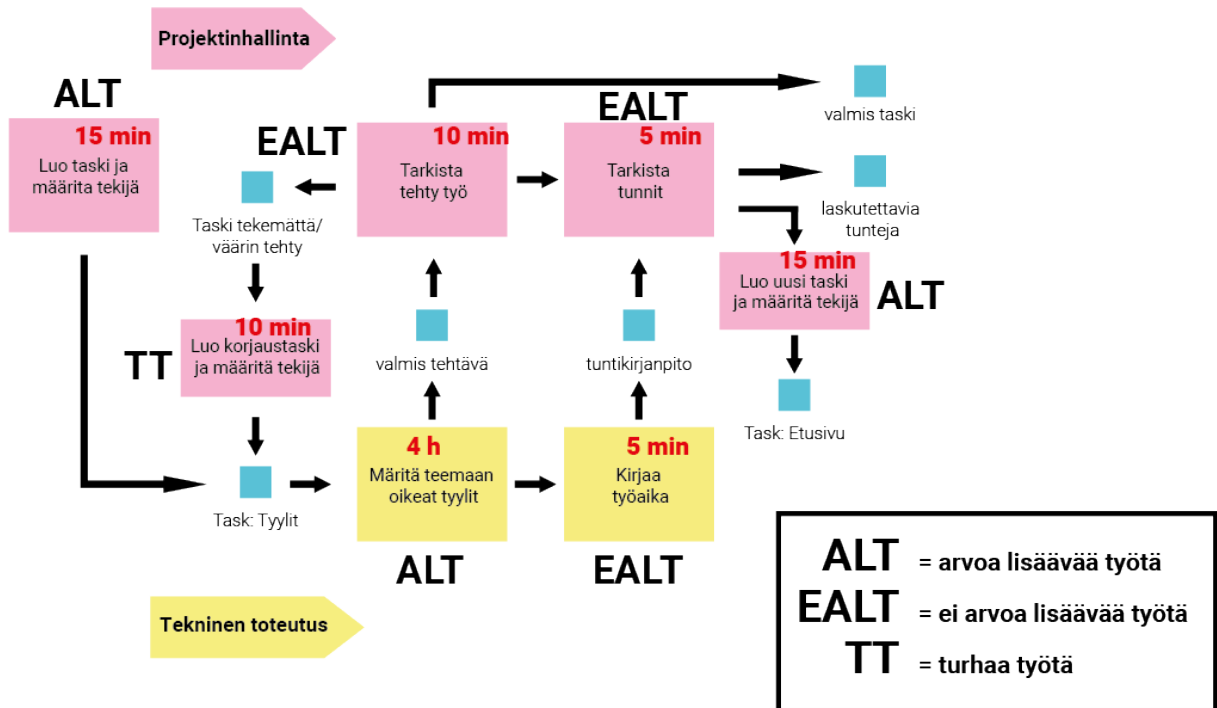 Projektinhallinta
ALT
15 min
Luo taski ja
määrita tekijä
EALT
10 min
Tarkista
tehty työ
EALT
5 min
Tarkista
tunnit
valmis taski
laskutettavia
tunteja
Taski tekemättä/
väärin tehty
15 min
Luo uusi taski
ja määritä tekijä
ALT
TT
10 min
Luo korjaustaski
ja määritä tekijä
valmis tehtävä
tuntikirjanpito
Task: Etusivu
Task: Tyylit
4 h
Märitä teemaan
oikeat tyylit
ALT
5 min
Kirjaa
työaika
EALT
Tekninen toteutus
ALT = arvoa lisäävää työtä
EALT = ei arvoa lisäävää työtä
TT = turhaa työtä